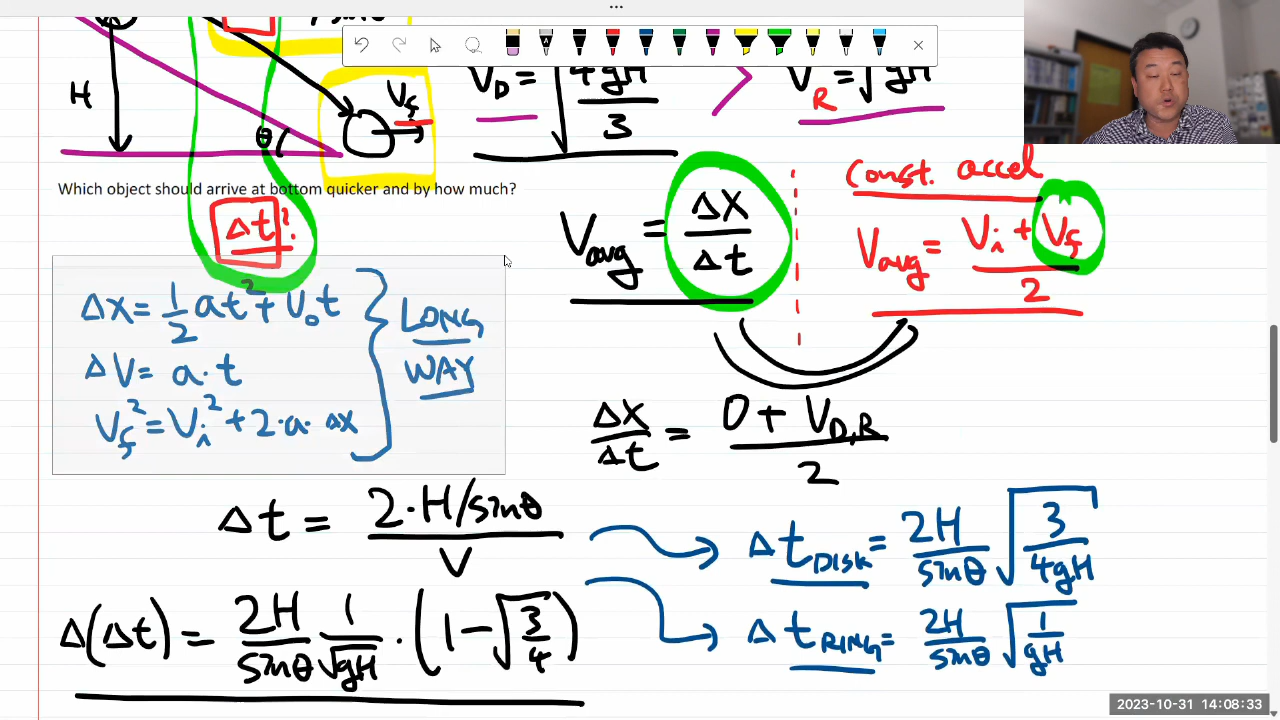 H
θ
V_f
V_D = √(4gH/3) > V_R = √gH
Which object should arrive at bottom quicker and by how much?
Δt?
V_avg = Δx/Δt
Const. accel
V_avg = (V_i + V_f)/2
Δx = 1/2 at² + V₀t
ΔV = a·t
V_f² = V_i² + 2·a·Δx
LONG
WAY
Δx/Δt = (0 + V_D,R)/2
Δt = (2·H/sinθ)/V
Δt_DISK = 2H/sinθ √(3/4gH)
Δt_RING = 2H/sinθ √(1/gH)
Δ(Δt) = 2H/sinθ 1/√gH · (1 - √(3/4))
2023-10-31 14:08:33